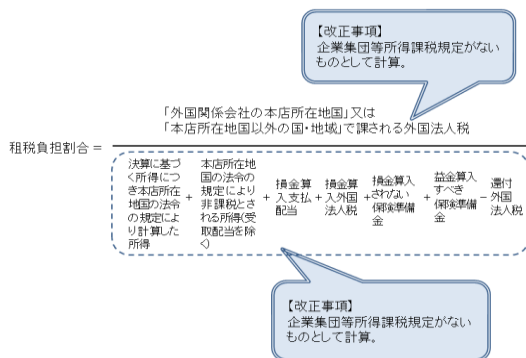 【改正事項】
企業集団等所得課税規定がない
ものとして計算。
「外国関係会社の本店所在地国」又は
「本店所在地国以外の国・地域」で課される外国法人税
租税負担割合 =
決算に基づ
く所得につ
き本店所在
地国の法令
の規定によ
り計算した
所得
+
本店所在地
国の法令の
規定により
非課税とさ
れる所得(受
取配当を除
く)
+
損金算
入支払
配当
+
損金算
入外国
法人税
+
損金算入
されない
保険準備
金
+
益金算入
すべき
保険準備
金
−
還付
外国
法人税
【改正事項】
企業集団等所得課税規定がない
ものとして計算。